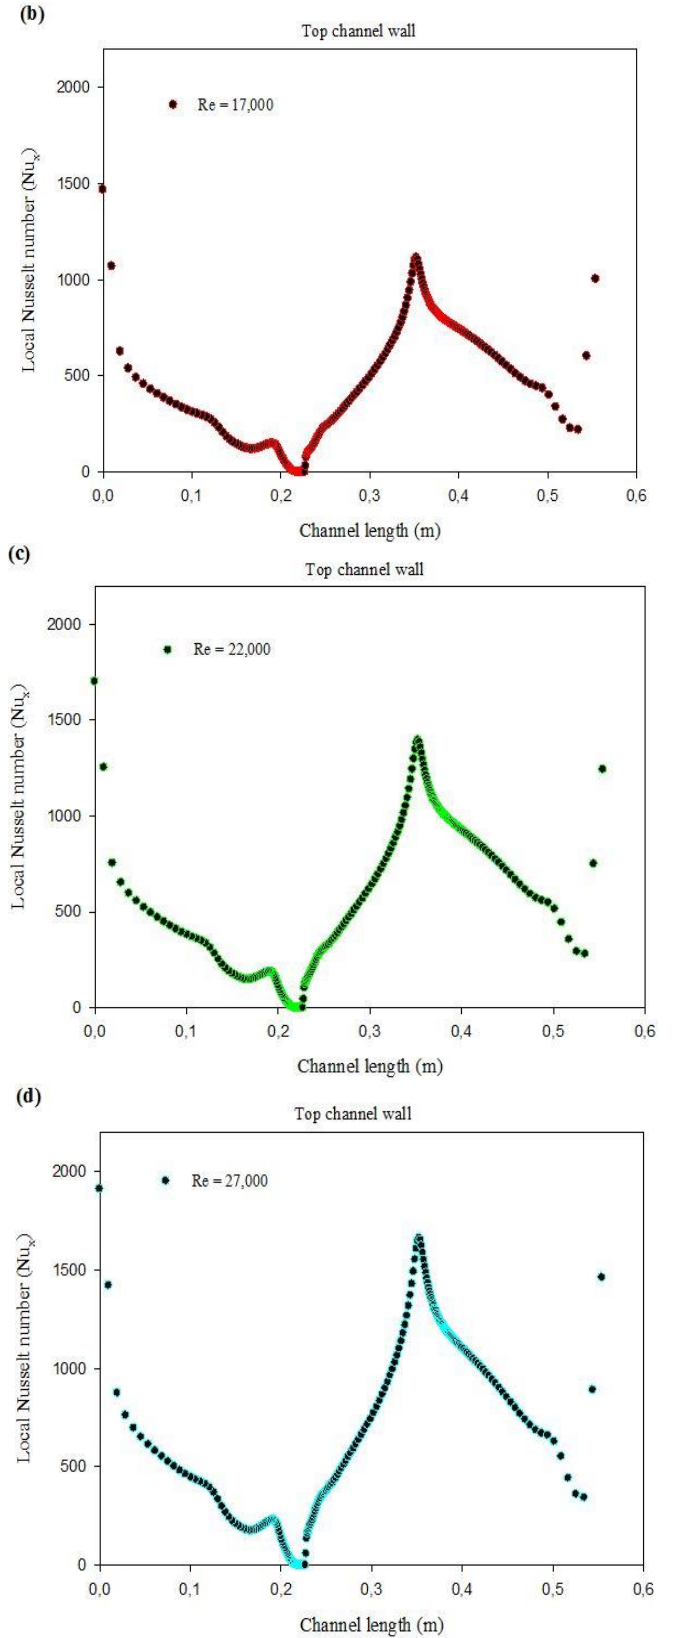 (b)
Top channel wall
2000
1500
1000
500
0
Re = 17,000
Local Nusselt number (Nux)
0,0 0,1 0,2 0,3 0,4 0,5 0,6
Channel length (m)
(c)
Top channel wall
2000
1500
1000
500
0
Re = 22,000
Local Nusselt number (Nux)
0,0 0,1 0,2 0,3 0,4 0,5 0,6
Channel length (m)
(d)
Top channel wall
2000
1500
1000
500
0
Re = 27,000
Local Nusselt number (Nux)
0,0 0,1 0,2 0,3 0,4 0,5 0,6
Channel length (m)